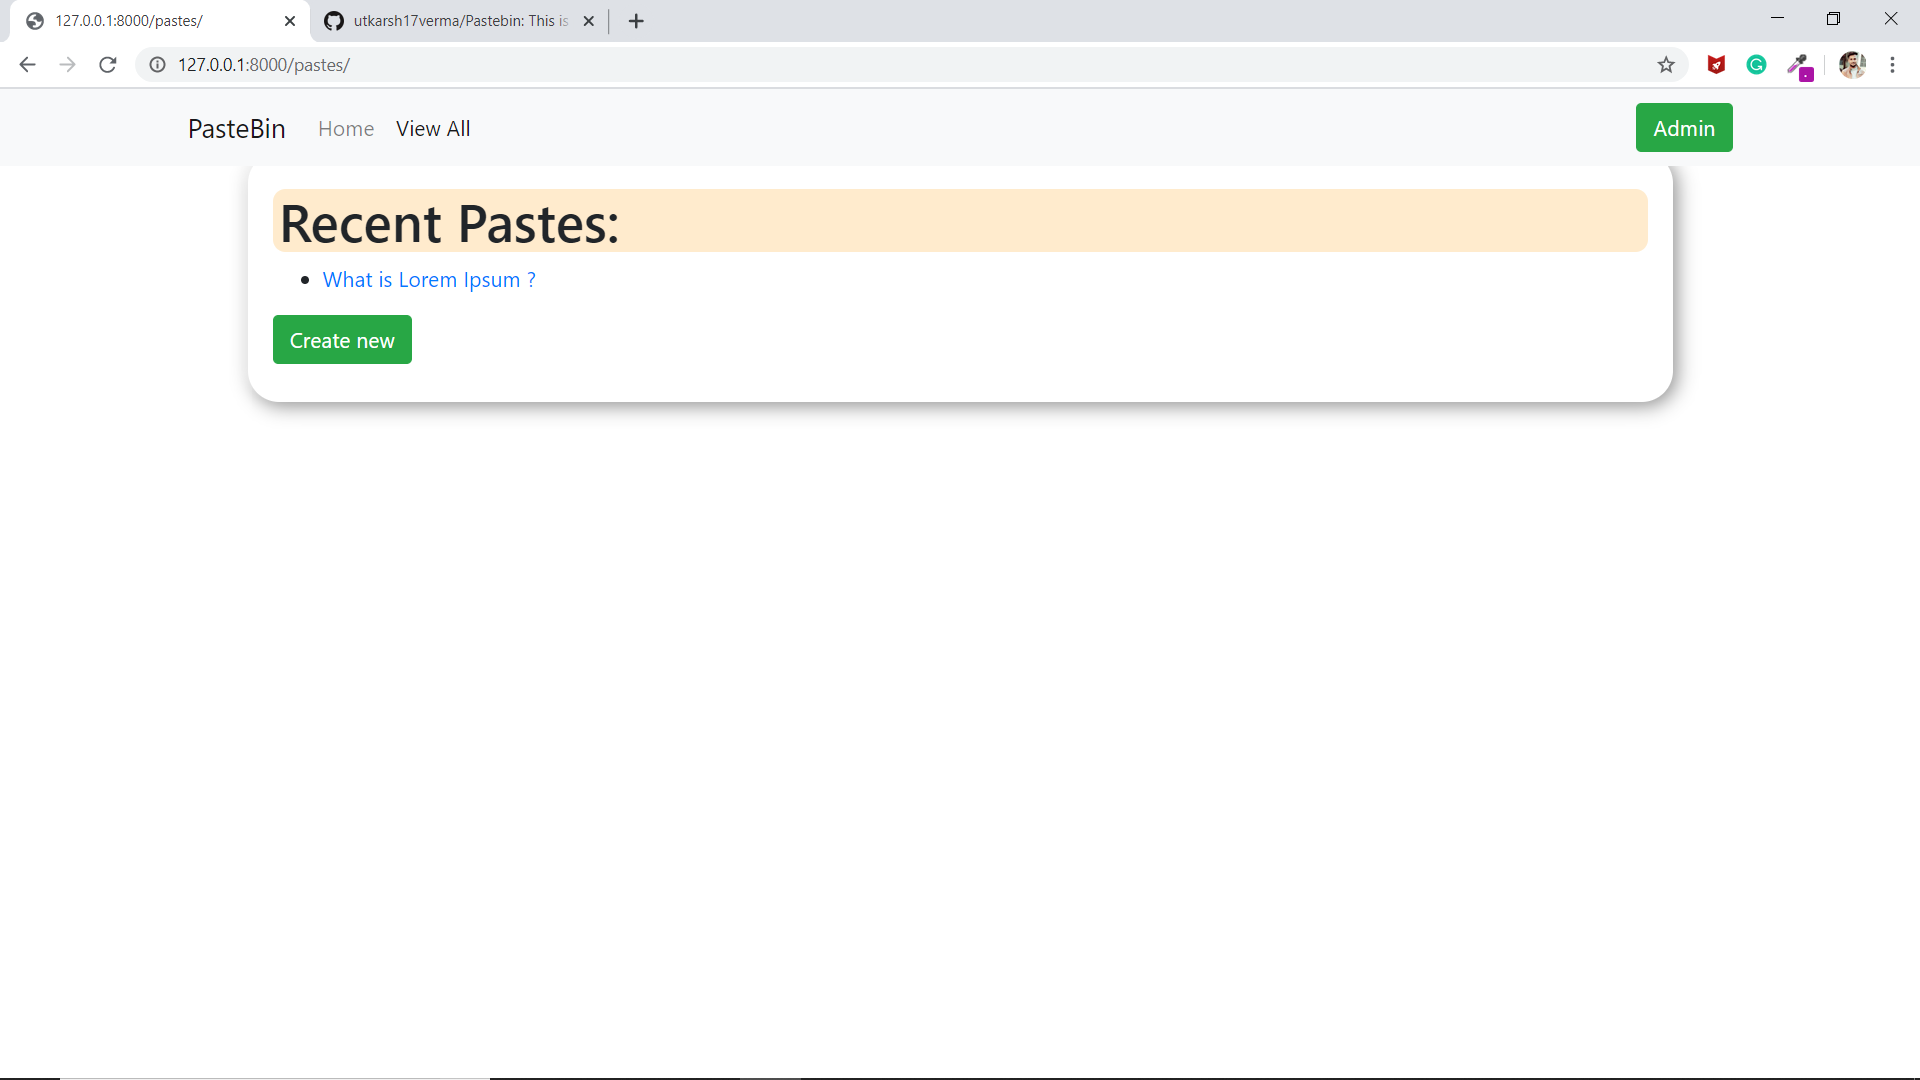 127.0.0.1:8000/pastes/
utkarsh17verma/Pastebin: This is
127.0.0.1:8000/pastes/
PasteBin Home View All Admin
Recent Pastes:
What is Lorem Ipsum ?
Create new